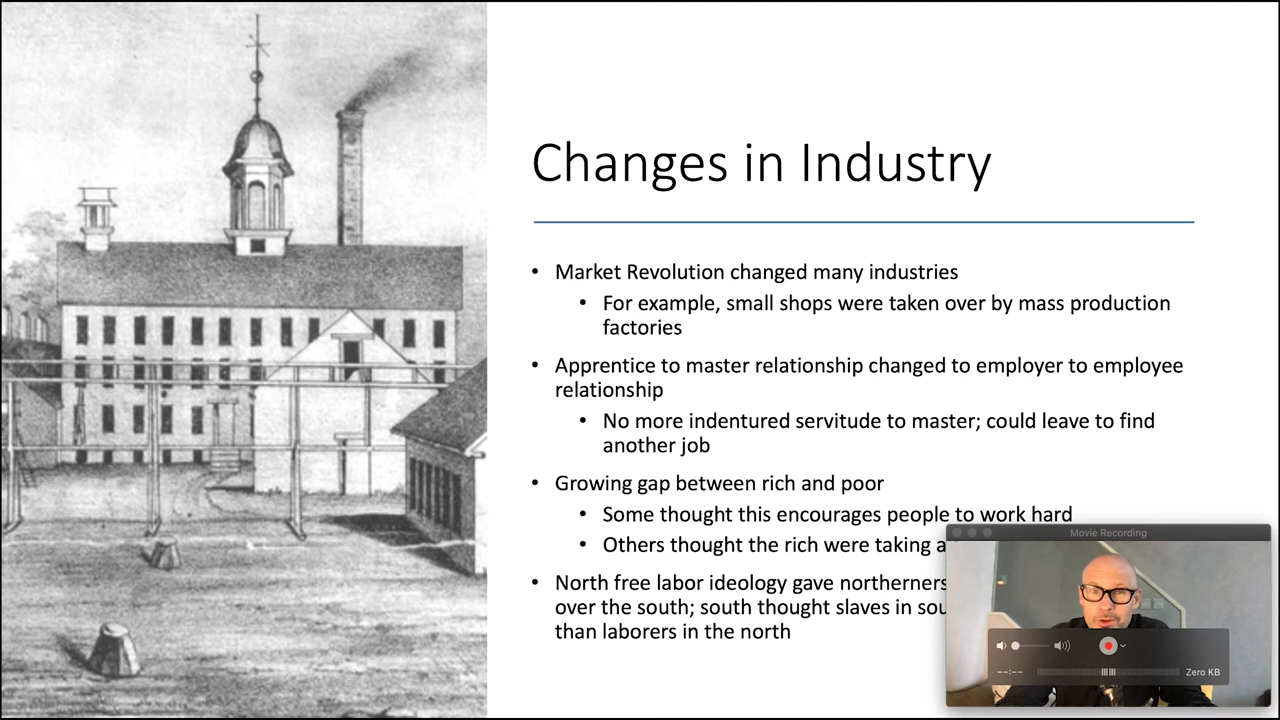 Changes in Industry
• Market Revolution changed many industries
• For example, small shops were taken over by mass production
factories
• Apprentice to master relationship changed to employer to employee
relationship
• No more indentured servitude to master; could leave to find
another job
• Growing gap between rich and poor
• Some thought this encourages people to work hard
• Others thought the rich were taking
• North free labor ideology gave northerners
over the south; south thought slaves in
than laborers in the north
Movie Recording
--:--
Zero KB